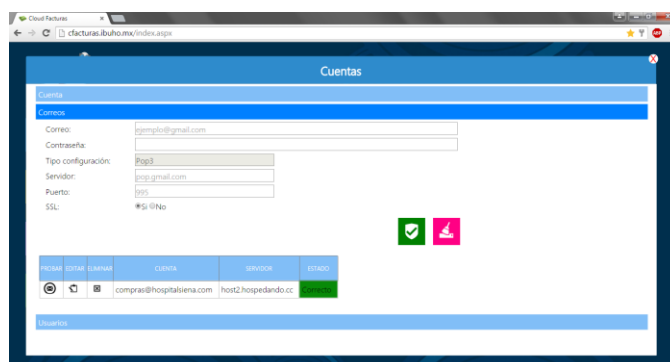 Cloud Facturas
cfacturas.ibuho.mx/index.aspx
ABP
X
Cuentas
Cuenta
Correos
Correo: ejemplo@gmail.com
Contraseña:
Tipo configuración: Pop3
Servidor: pop.gmail.com
Puerto: 995
SSL: Si No
PROBAR EDITAR ELIMINAR CUENTA SERVIDOR ESTADO
compras@hospitalsiena.com host2.hospedando.cc Correcto
Usuarios